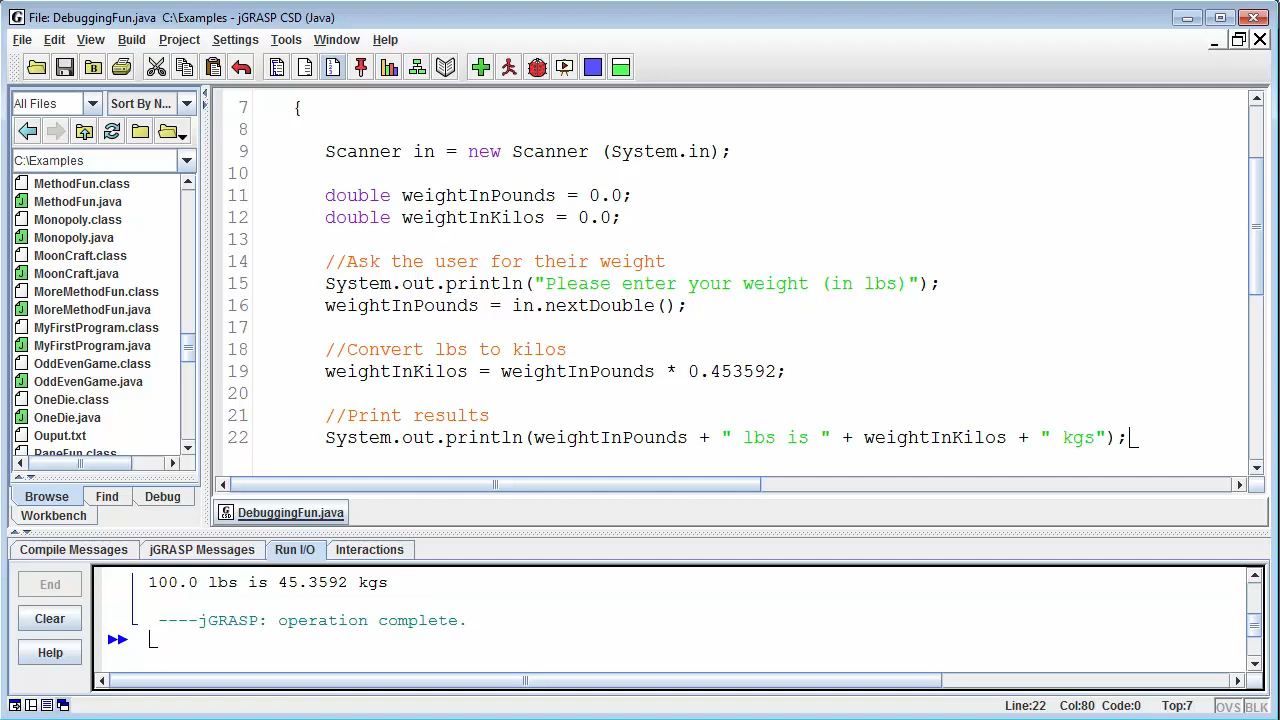 File: DebuggingFun.java  C:\Examples - jGRASP CSD (Java)
File Edit View Build Project Settings Tools Window Help
All Files Sort By N...
C:\Examples
MethodFun.class
MethodFun.java
Monopoly.class
Monopoly.java
MoonCraft.class
MoonCraft.java
MoreMethodFun.class
MoreMethodFun.java
MyFirstProgram.class
MyFirstProgram.java
OddEvenGame.class
OddEvenGame.java
OneDie.class
OneDie.java
Ouput.txt
PaneFun.class
Browse Find Debug
Workbench
7 {
8
9 Scanner in = new Scanner (System.in);
10
11 double weightInPounds = 0.0;
12 double weightInKilos = 0.0;
13
14 //Ask the user for their weight
15 System.out.println("Please enter your weight (in lbs)");
16 weightInPounds = in.nextDouble();
17
18 //Convert lbs to kilos
19 weightInKilos = weightInPounds * 0.453592;
20
21 //Print results
22 System.out.println(weightInPounds + " lbs is " + weightInKilos + " kgs");
DebuggingFun.java
Compile Messages jGRASP Messages Run I/O Interactions
End
Clear
Help
100.0 lbs is 45.3592 kgs
----jGRASP: operation complete.
Line:22 Col:80 Code:0 Top:7 OVS BLK